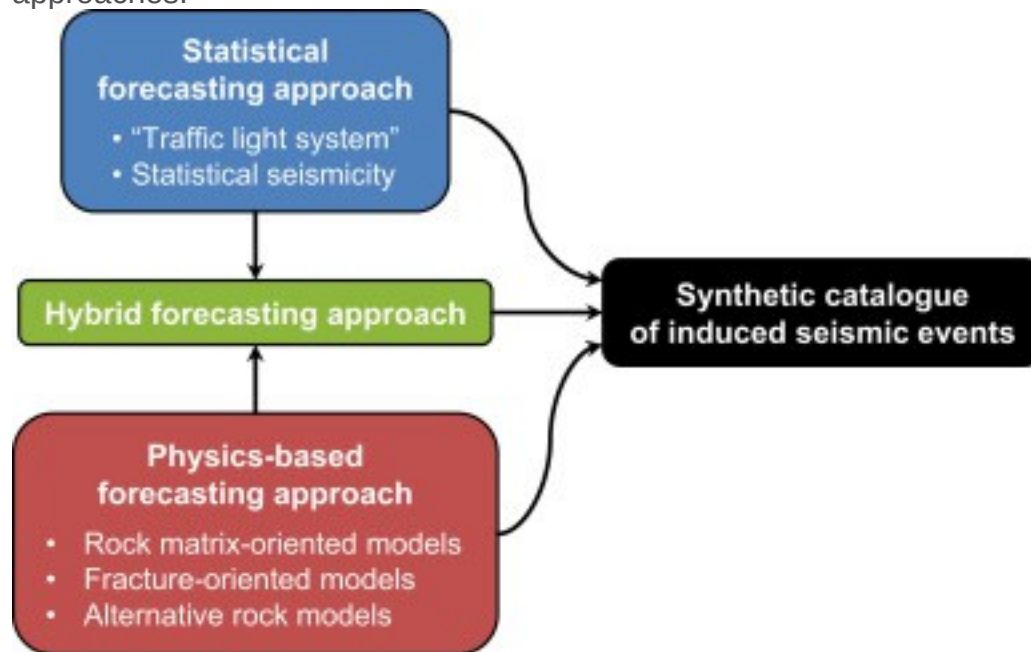 approaches.
Statistical
forecasting approach
• “Traffic light system”
• Statistical seismicity
Hybrid forecasting approach
Synthetic catalogue
of induced seismic events
Physics-based
forecasting approach
• Rock matrix-oriented models
• Fracture-oriented models
• Alternative rock models